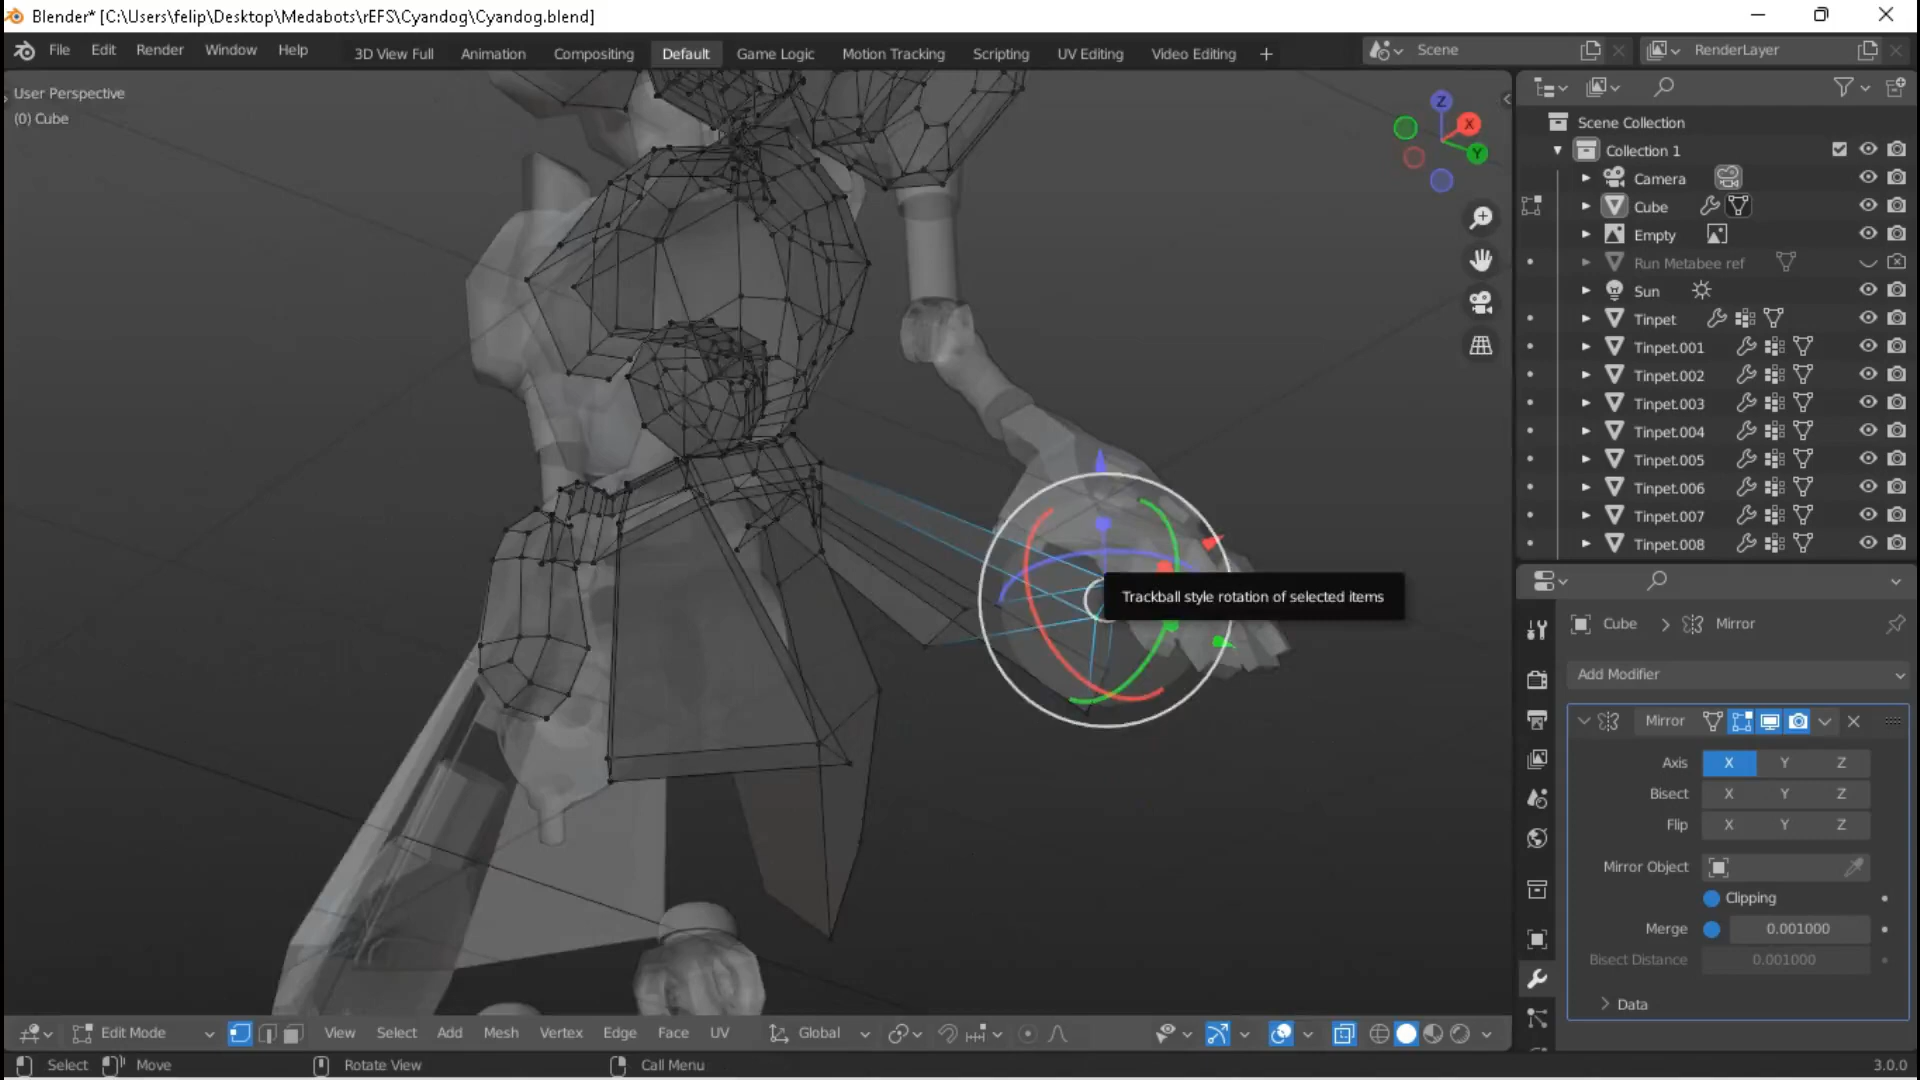 Blender* [C:\Users\felip\Desktop\Medabots\rEFS\Cyandog\Cyandog.blend]
File Edit Render Window Help 3D View Full Animation Compositing Default Game Logic Motion Tracking Scripting UV Editing Video Editing + Scene RenderLayer
User Perspective
(0) Cube
Z
X
Y
Scene Collection
Collection 1
Camera
Cube
Empty
Run Metabee ref
Sun
Tinpet
Tinpet.001
Tinpet.002
Tinpet.003
Tinpet.004
Tinpet.005
Tinpet.006
Tinpet.007
Tinpet.008
Trackball style rotation of selected items
Cube > Mirror
Add Modifier
Mirror
Axis X Y Z
Bisect X Y Z
Flip X Y Z
Mirror Object
Clipping
Merge 0.001000
Bisect Distance 0.001000
Data
Edit Mode View Select Add Mesh Vertex Edge Face UV Global
Select Move Rotate View Call Menu 3.0.0